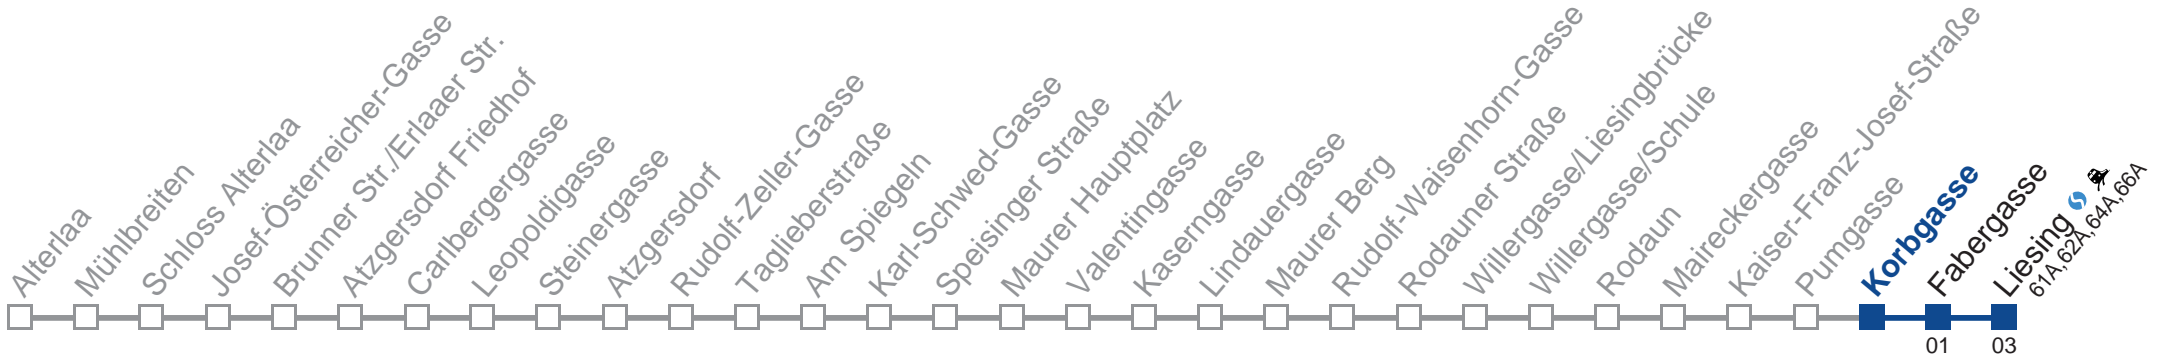 Alterlaa
Mühlbreiten
Schloss Alterlaa
Josef-Österreicher-Gasse
Brunner Str./Erlaaer Str.
Atzgersdorf Friedhof
Carlbergergasse
Leopoldigasse
Steinergasse
Atzgersdorf
Rudolf-Zeller-Gasse
Taglieberstraße
Am Spiegeln
Karl-Schwed-Gasse
Speisinger Straße
Maurer Hauptplatz
Valentingasse
Kaserngasse
Lindauergasse
Maurer Berg
Rudolf-Waisenhorn-Gasse
Rodauner Straße
Willergasse/Liesingbrücke
Willergasse/Schule
Rodaun
Maireckergasse
Kaiser-Franz-Josef-Straße
Pumgasse
Korbgasse
Fabergasse
Liesing
61A, 62A, 64A, 66A
01
03